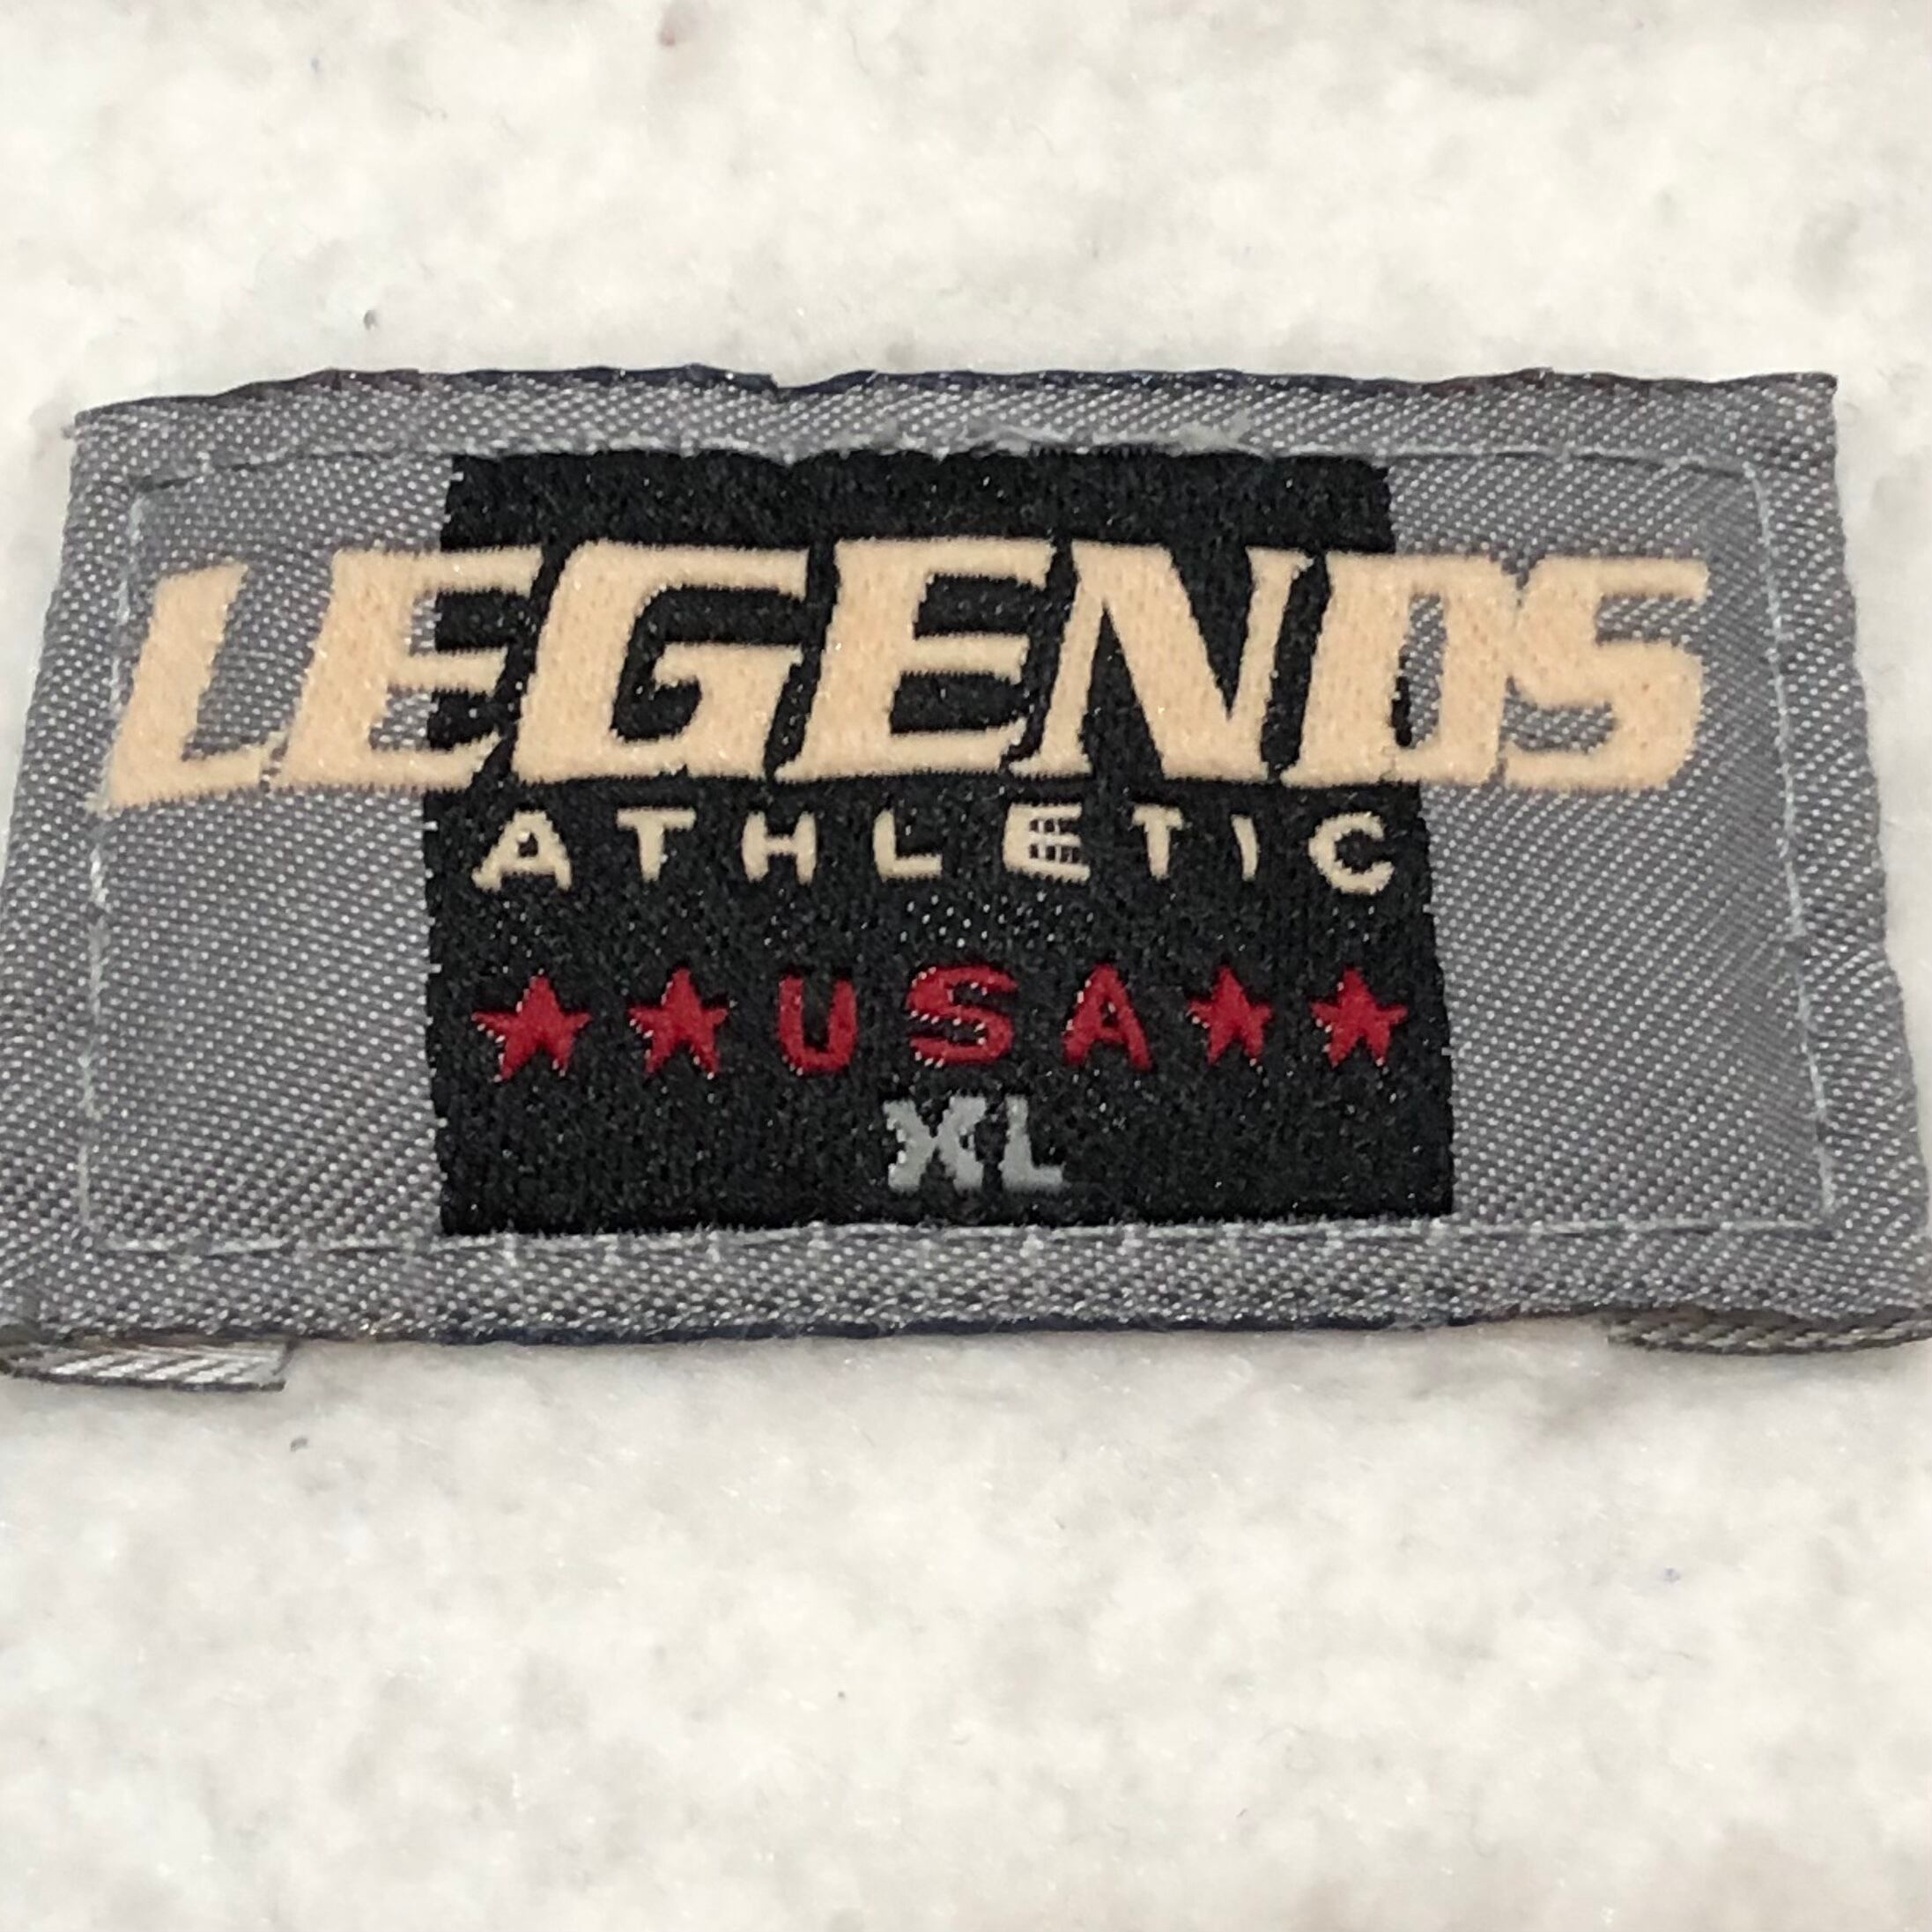 LEGENDS
ATHLETIC
★★USA★★
XL